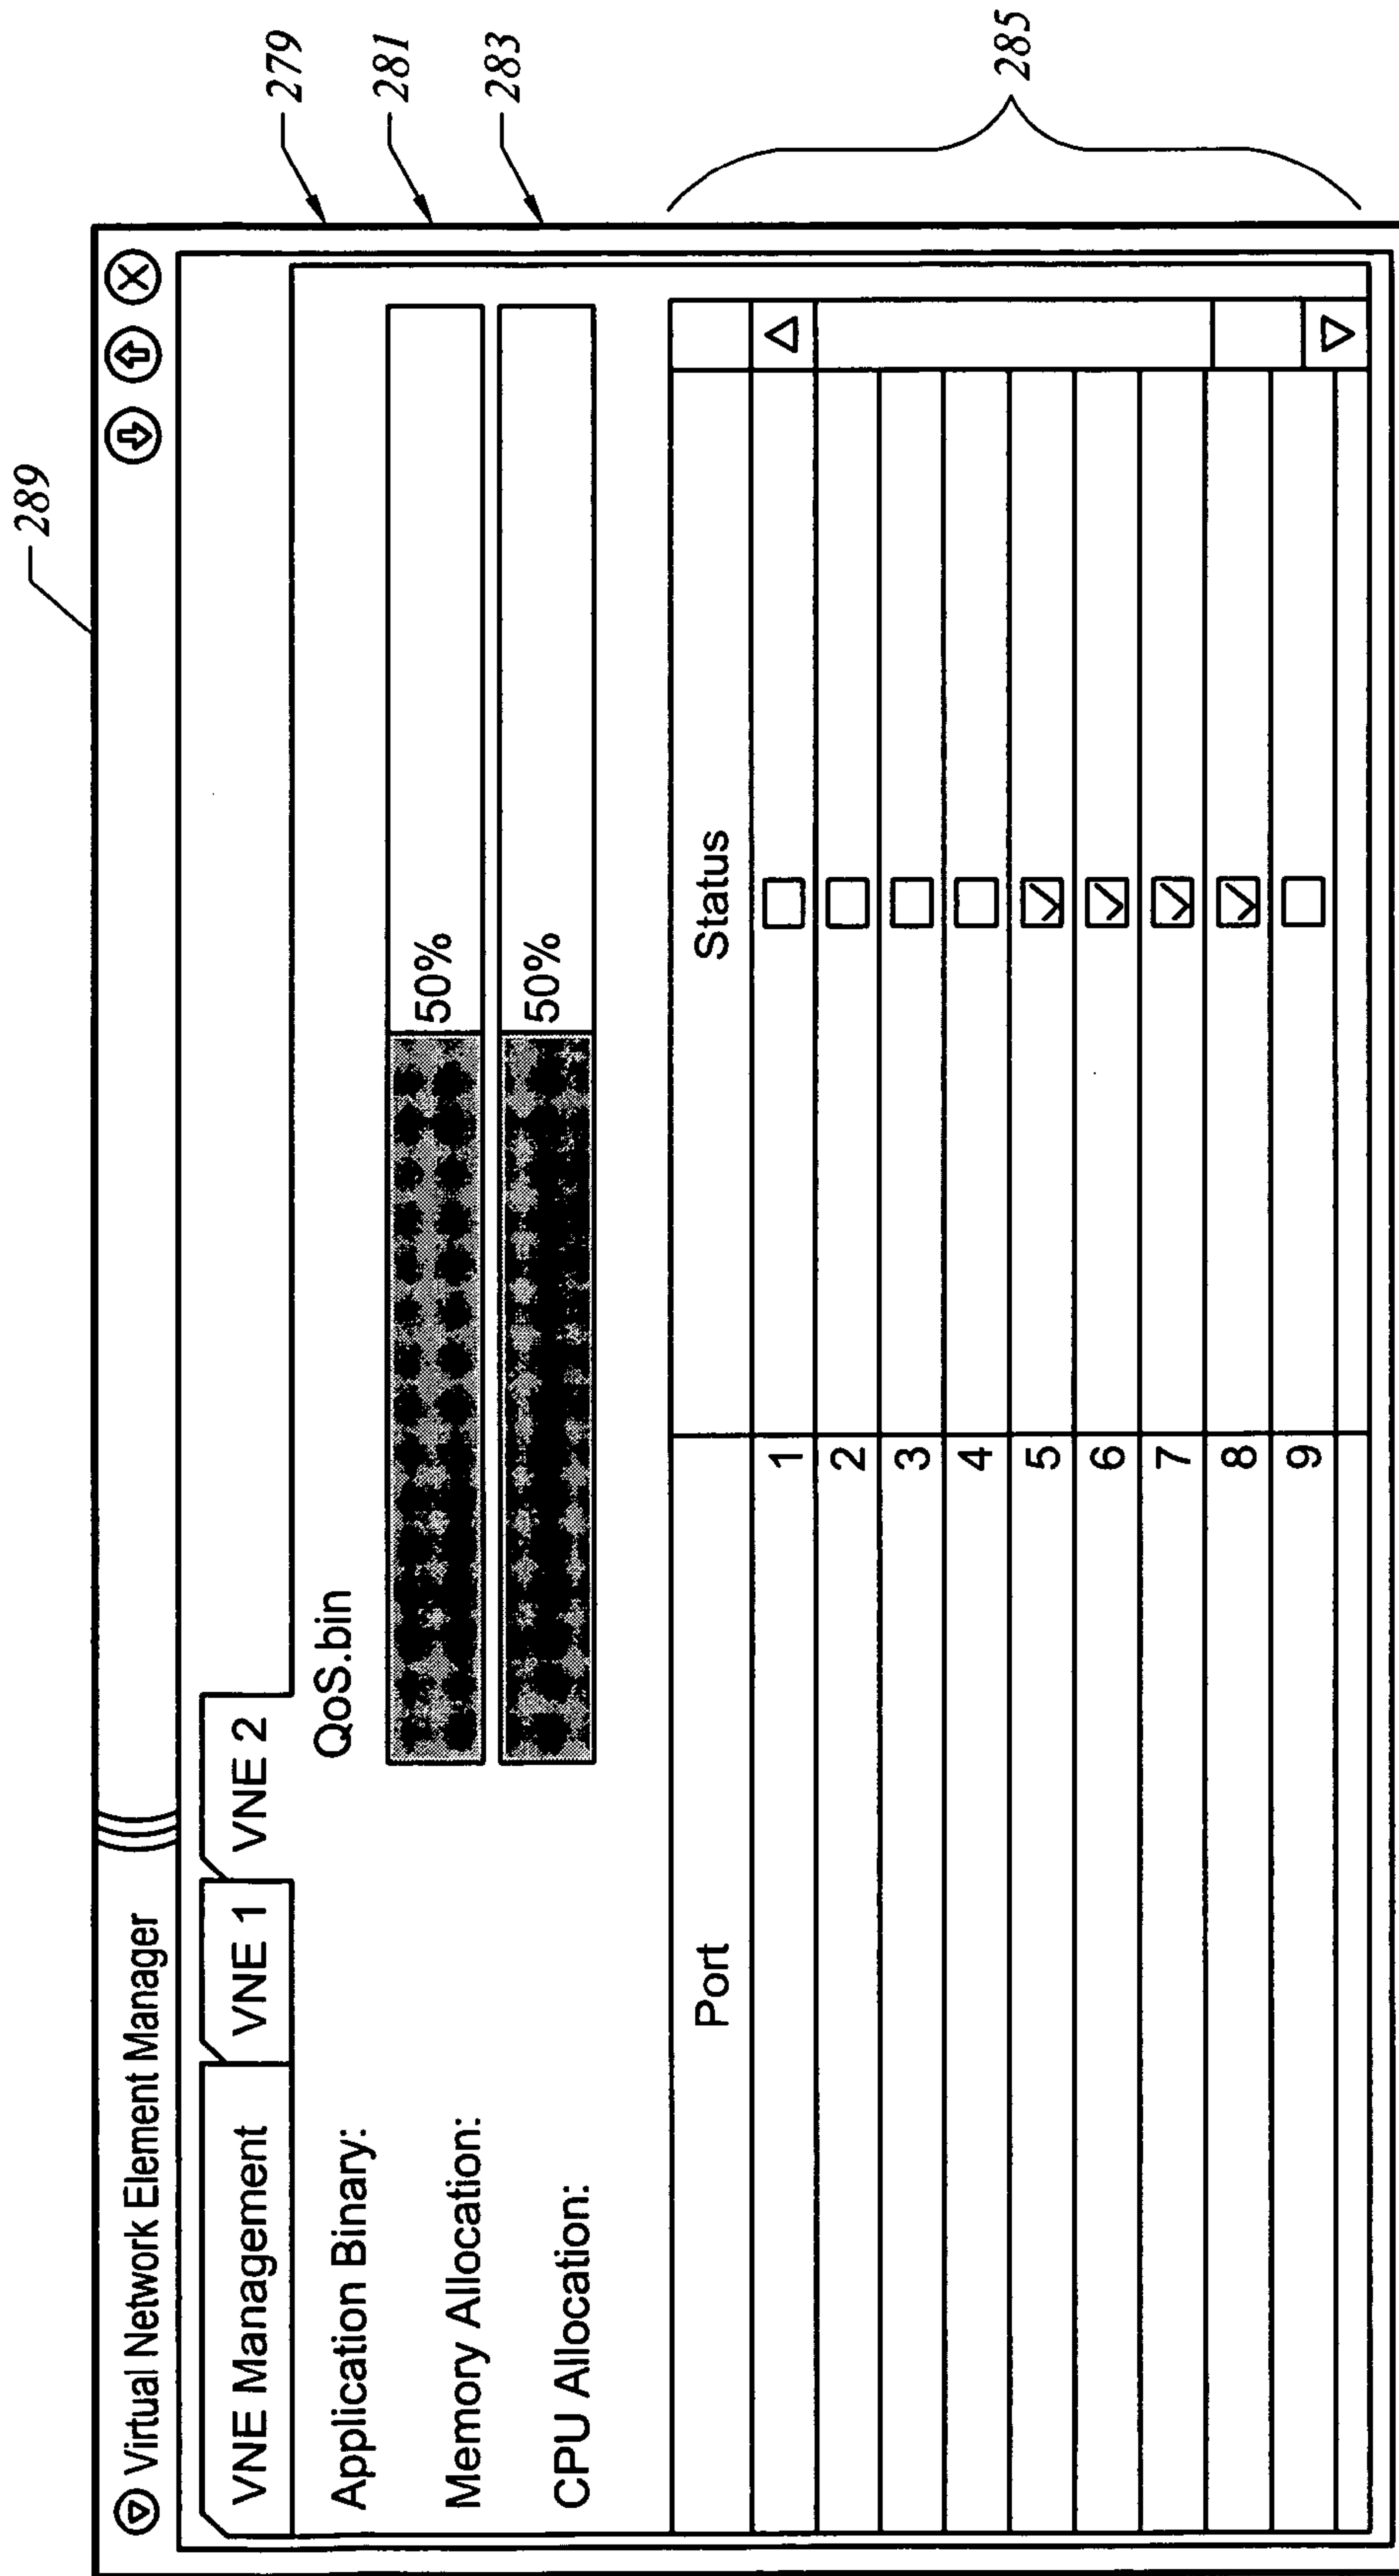 289
Virtual Network Element Manager
VNE Management VNE 1 VNE 2
Application Binary: QoS.bin 279
Memory Allocation: 50% 281
CPU Allocation: 50% 283
Port Status
1
2
3
4
5
6
7
8
9
285